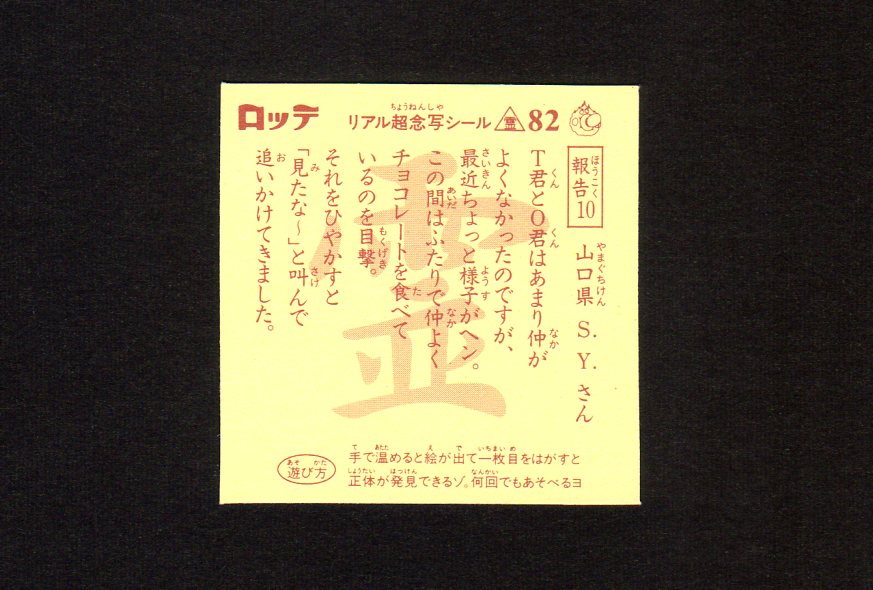 ロッテ
リアル超念写シール 霊 82
報告10
山口県 S.Y.さん
T君とO君はあまり仲が
よくなかったのですが、
最近ちょっと様子がヘン。
この間はふたりで仲よく
チョコレートを食べて
いるのを目撃。
それをひやかすと
「見たな〜」と叫んで
追いかけてきました。
霊
遊び方
手で温めると絵が出て一枚目をはがすと
正体が発見できるゾ。何回でもあそべるヨ